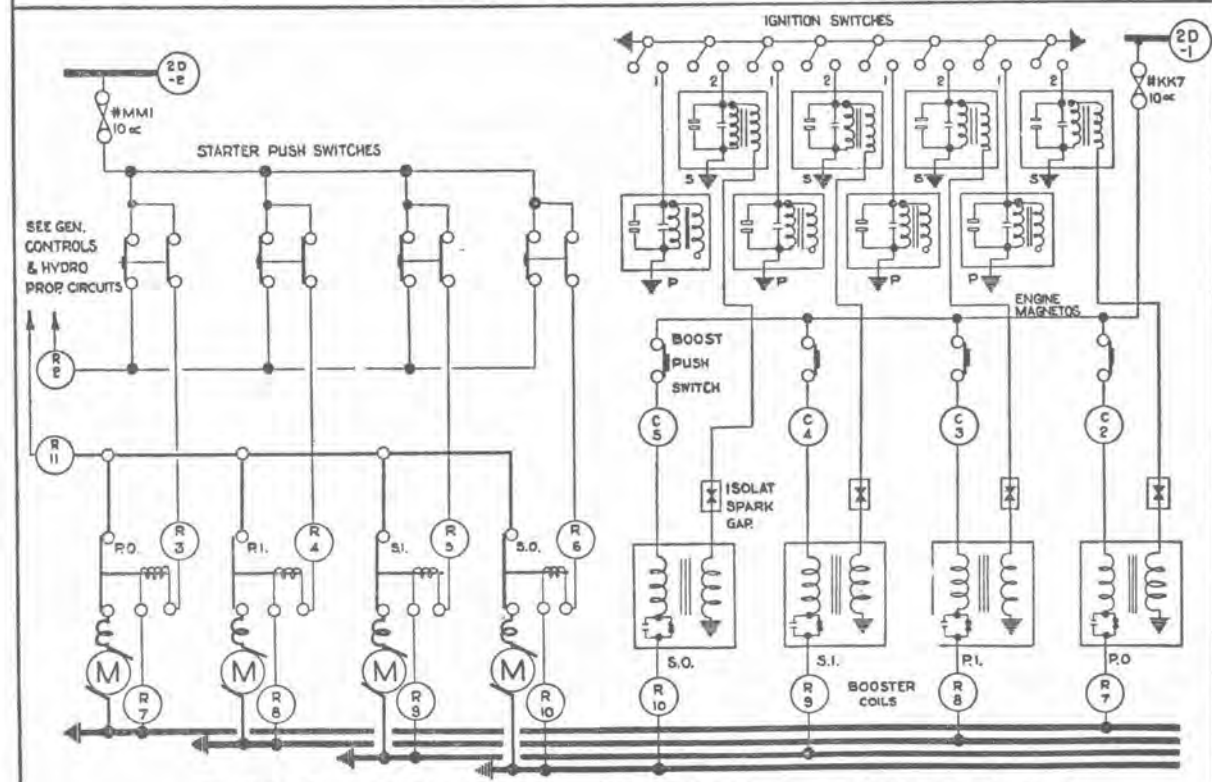 IGNITION SWITCHES
2D
-2
2D
-1
#MM1
10∝
#KK7
10∝
1
2
1
2
1
2
1
2
STARTER PUSH SWITCHES
S
S
S
S
SEE GEN.
CONTROLS
& HYDRO
PROP. CIRCUITS
P
P
P
P
ENGINE
MAGNETOS
BOOST
PUSH
SWITCH
R
2
C
5
C
4
C
3
C
2
R
11
ISOLAT
SPARK
GAP.
P.O.
R
3
P.I.
R
4
S.I.
R
5
S.O.
R
6
M
M
M
M
S.O.
S.I.
P.I.
P.O
R
7
R
8
R
9
R
10
R
10
R
9
BOOSTER
COILS
R
8
R
7